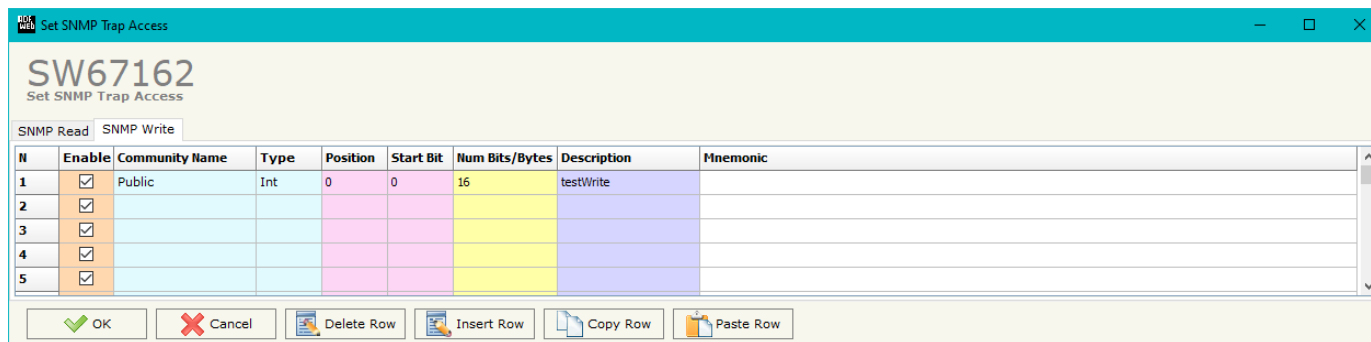 ADF WEB Set SNMP Trap Access
SW67162
Set SNMP Trap Access
SNMP Read SNMP Write
N Enable Community Name Type Position Start Bit Num Bits/Bytes Description Mnemonic
1 Public Int 0 0 16 testWrite
2
3
4
5
OK Cancel Delete Row Insert Row Copy Row Paste Row